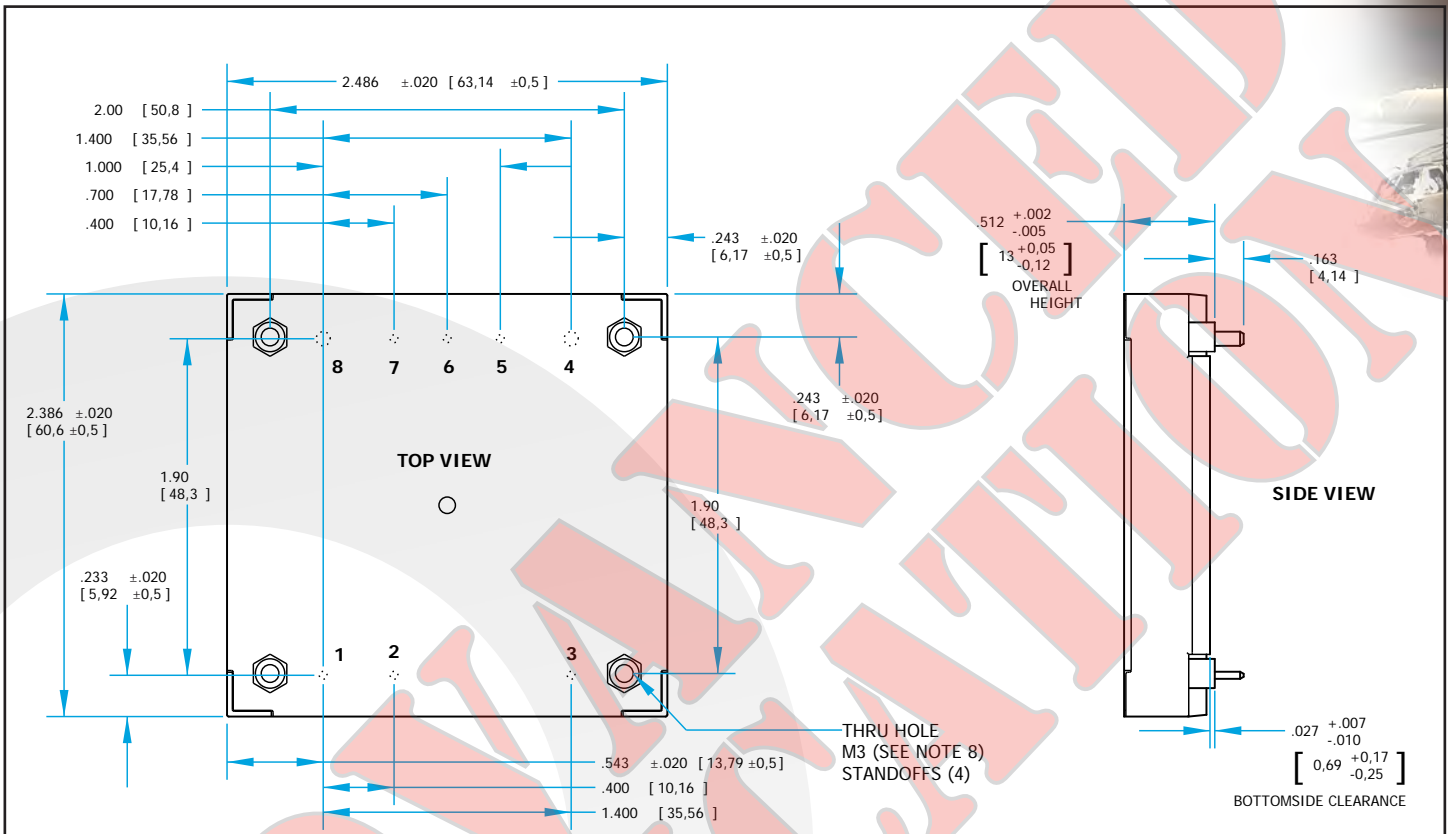 2.486 ±.020 [ 63,14 ±0,5 ]
2.00 [ 50,8 ]
1.400 [ 35,56 ]
1.000 [ 25,4 ]
.700 [ 17,78 ]
.400 [ 10,16 ]
.243 ±.020
[ 6,17 ±0,5 ]
.512 +.002
-.005
[ 13 +0,05
-0,12 ]
OVERALL
HEIGHT
.163
[ 4,14 ]
8 7 6 5 4
.243 ±.020
[ 6,17 ±0,5 ]
2.386 ±.020
[ 60,6 ±0,5 ]
TOP VIEW
1.90
[ 48,3 ]
1.90
[ 48,3 ]
SIDE VIEW
.233 ±.020
[ 5,92 ±0,5 ]
1 2 3
THRU HOLE
M3 (SEE NOTE 8)
STANDOFFS (4)
.027 +.007
-.010
[ 0,69 +0,17
-0,25 ]
BOTTOMSIDE CLEARANCE
.543 ±.020 [ 13,79 ±0,5 ]
.400 [ 10,16 ]
1.400 [ 35,56 ]